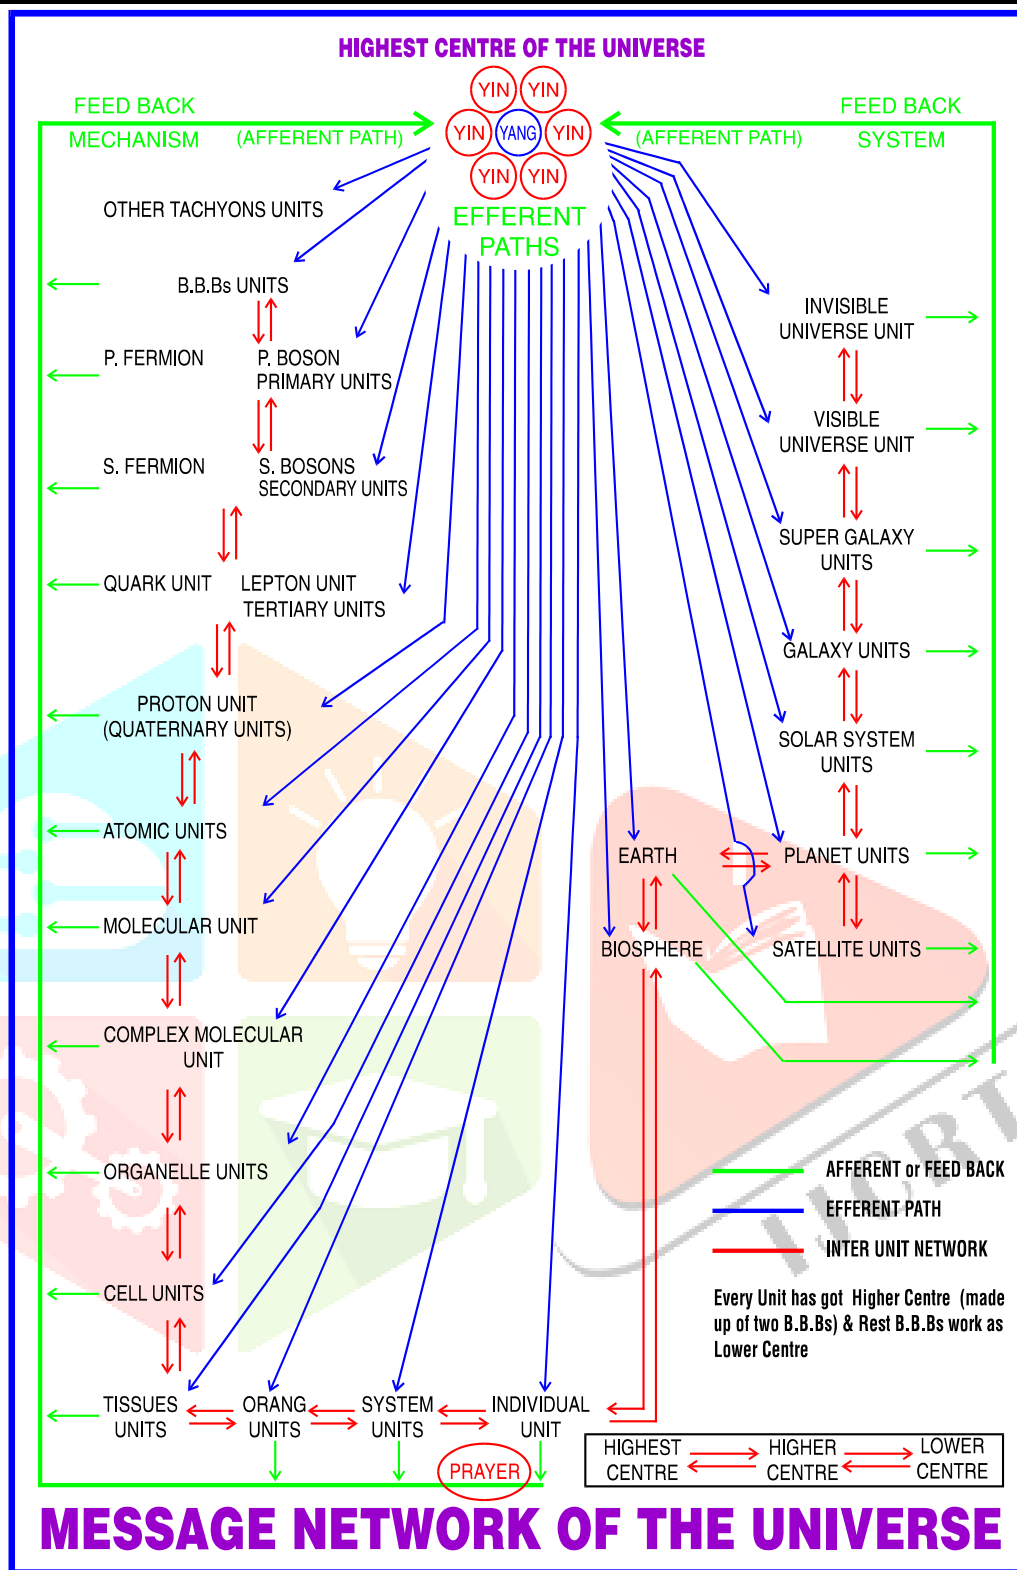 HIGHEST CENTRE OF THE UNIVERSE
YIN YIN
YIN YANG YIN
YIN YIN
FEED BACK
MECHANISM (AFFERENT PATH)
FEED BACK
(AFFERENT PATH) SYSTEM
EFFERENT
PATHS
OTHER TACHYONS UNITS
B.B.Bs UNITS
P. FERMION P. BOSON
PRIMARY UNITS
S. FERMION S. BOSONS
SECONDARY UNITS
QUARK UNIT LEPTON UNIT
TERTIARY UNITS
PROTON UNIT
(QUATERNARY UNITS)
ATOMIC UNITS
MOLECULAR UNIT
COMPLEX MOLECULAR
UNIT
ORGANELLE UNITS
CELL UNITS
TISSUES
UNITS
ORANG
UNITS
SYSTEM
UNITS
INDIVIDUAL
UNIT
PRAYER
INVISIBLE
UNIVERSE UNIT
VISIBLE
UNIVERSE UNIT
SUPER GALAXY
UNITS
GALAXY UNITS
SOLAR SYSTEM
UNITS
EARTH PLANET UNITS
BIOSPHERE SATELLITE UNITS
IJCRT
AFFERENT or FEED BACK
EFFERENT PATH
INTER UNIT NETWORK
Every Unit has got Higher Centre (made
up of two B.B.Bs) & Rest B.B.Bs work as
Lower Centre
HIGHEST HIGHER LOWER
CENTRE CENTRE CENTRE
MESSAGE NETWORK OF THE UNIVERSE